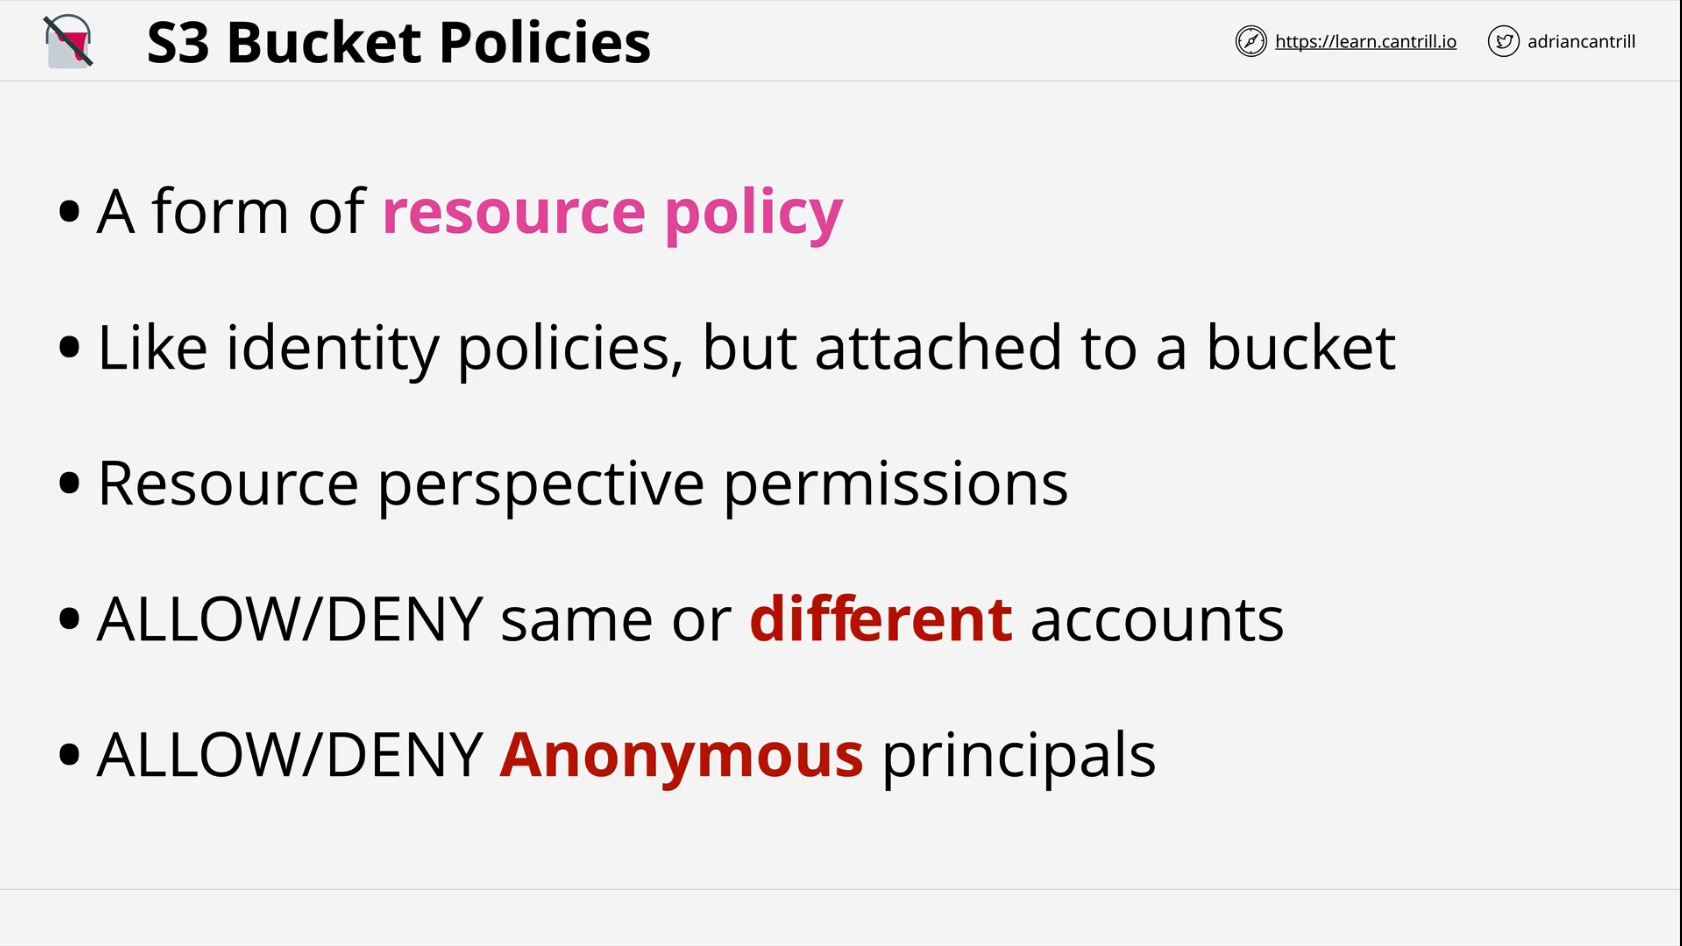 S3 Bucket Policies
https://learn.cantrill.io
adriancantrill
• A form of resource policy
• Like identity policies, but attached to a bucket
• Resource perspective permissions
• ALLOW/DENY same or different accounts
• ALLOW/DENY Anonymous principals